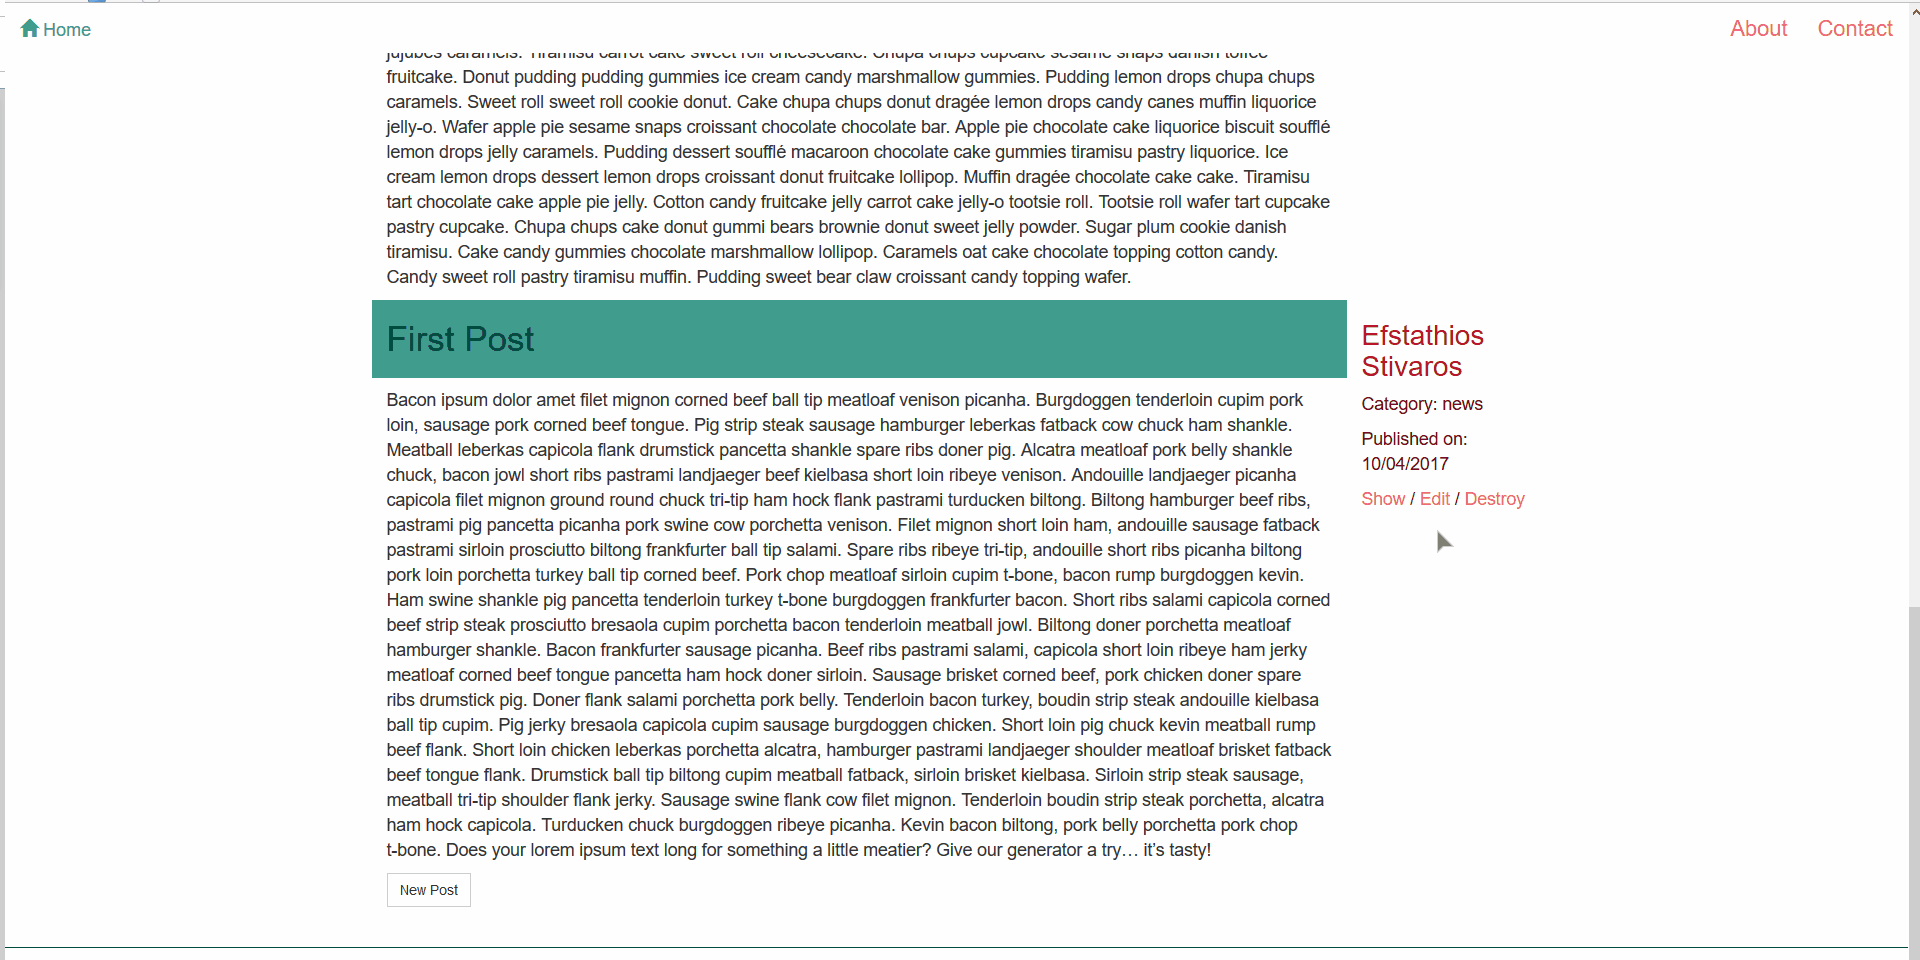 Home
About Contact
jujubes caramels. Tiramisu carrot cake sweet roll cheesecake. Chupa chups cupcake sesame snaps danish toffee
fruitcake. Donut pudding pudding gummies ice cream candy marshmallow gummies. Pudding lemon drops chupa chups
caramels. Sweet roll sweet roll cookie donut. Cake chupa chups donut dragée lemon drops candy canes muffin liquorice
jelly-o. Wafer apple pie sesame snaps croissant chocolate chocolate bar. Apple pie chocolate cake liquorice biscuit soufflé
lemon drops jelly caramels. Pudding dessert soufflé macaroon chocolate cake gummies tiramisu pastry liquorice. Ice
cream lemon drops dessert lemon drops croissant donut fruitcake lollipop. Muffin dragée chocolate cake cake. Tiramisu
tart chocolate cake apple pie jelly. Cotton candy fruitcake jelly carrot cake jelly-o tootsie roll. Tootsie roll wafer tart cupcake
pastry cupcake. Chupa chups cake donut gummi bears brownie donut sweet jelly powder. Sugar plum cookie danish
tiramisu. Cake candy gummies chocolate marshmallow lollipop. Caramels oat cake chocolate topping cotton candy.
Candy sweet roll pastry tiramisu muffin. Pudding sweet bear claw croissant candy topping wafer.
First Post
Bacon ipsum dolor amet filet mignon corned beef ball tip meatloaf venison picanha. Burgdoggen tenderloin cupim pork
loin, sausage pork corned beef tongue. Pig strip steak sausage hamburger leberkas fatback cow chuck ham shankle.
Meatball leberkas capicola flank drumstick pancetta shankle spare ribs doner pig. Alcatra meatloaf pork belly shankle
chuck, bacon jowl short ribs pastrami landjaeger beef kielbasa short loin ribeye venison. Andouille landjaeger picanha
capicola filet mignon ground round chuck tri-tip ham hock flank pastrami turducken biltong. Biltong hamburger beef ribs,
pastrami pig pancetta picanha pork swine cow porchetta venison. Filet mignon short loin ham, andouille sausage fatback
pastrami sirloin prosciutto biltong frankfurter ball tip salami. Spare ribs ribeye tri-tip, andouille short ribs picanha biltong
pork loin porchetta turkey ball tip corned beef. Pork chop meatloaf sirloin cupim t-bone, bacon rump burgdoggen kevin.
Ham swine shankle pig pancetta tenderloin turkey t-bone burgdoggen frankfurter bacon. Short ribs salami capicola corned
beef strip steak prosciutto bresaola cupim porchetta bacon tenderloin meatball jowl. Biltong doner porchetta meatloaf
hamburger shankle. Bacon frankfurter sausage picanha. Beef ribs pastrami salami, capicola short loin ribeye ham jerky
meatloaf corned beef tongue pancetta ham hock doner sirloin. Sausage brisket corned beef, pork chicken doner spare
ribs drumstick pig. Doner flank salami porchetta pork belly. Tenderloin bacon turkey, boudin strip steak andouille kielbasa
ball tip cupim. Pig jerky bresaola capicola cupim sausage burgdoggen chicken. Short loin pig chuck kevin meatball rump
beef flank. Short loin chicken leberkas porchetta alcatra, hamburger pastrami landjaeger shoulder meatloaf brisket fatback
beef tongue flank. Drumstick ball tip biltong cupim meatball fatback, sirloin brisket kielbasa. Sirloin strip steak sausage,
meatball tri-tip shoulder flank jerky. Sausage swine flank cow filet mignon. Tenderloin boudin strip steak porchetta, alcatra
ham hock capicola. Turducken chuck burgdoggen ribeye picanha. Kevin bacon biltong, pork belly porchetta pork chop
t-bone. Does your lorem ipsum text long for something a little meatier? Give our generator a try… it’s tasty!
New Post
Efstathios
Stivaros
Category: news
Published on:
10/04/2017
Show / Edit / Destroy